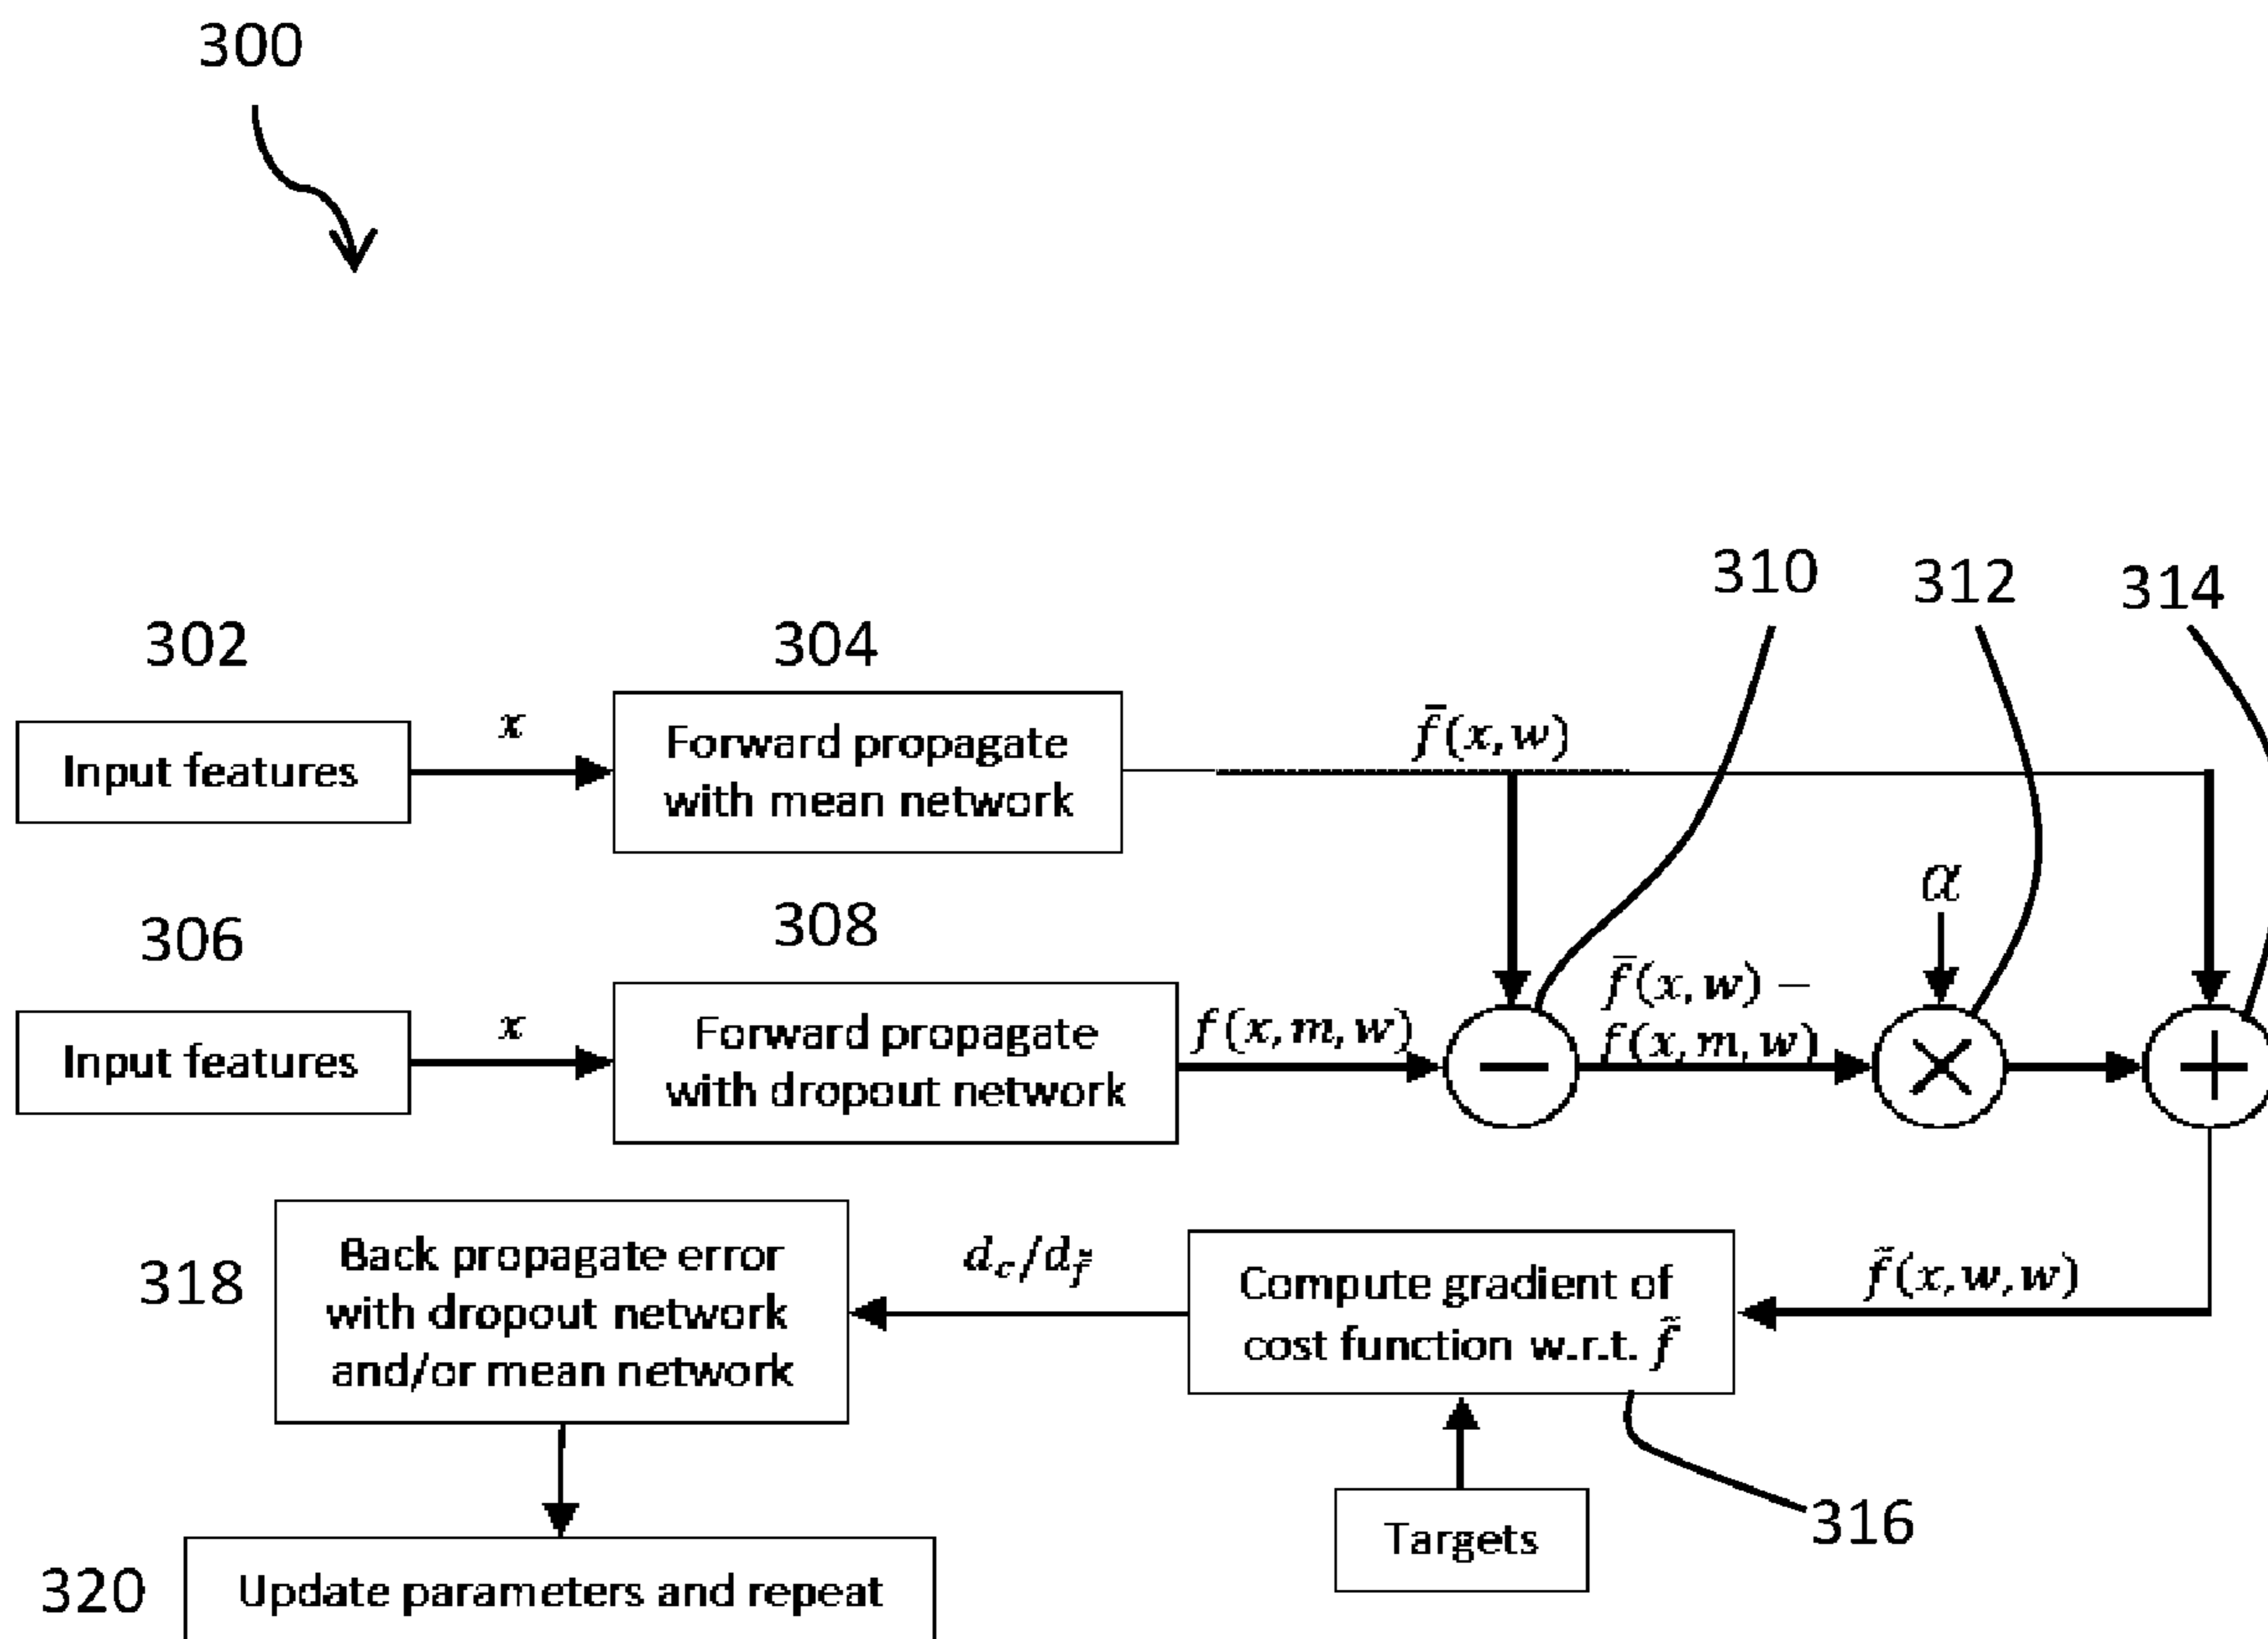 300
310
312
314
302
304
Input features
x
Forward propagate
with mean network
f̄(x,w)
α
306
308
Input features
x
Forward propagate
with dropout network
f(x,m,w)
−
f̄(x,w) −
f(x,m,w)
×
+
318
Back propagate error
with dropout network
and/or mean network
d_c/d_f̃
Compute gradient of
cost function w.r.t. f̃
f̃(x,w,w)
Targets
316
320
Update parameters and repeat